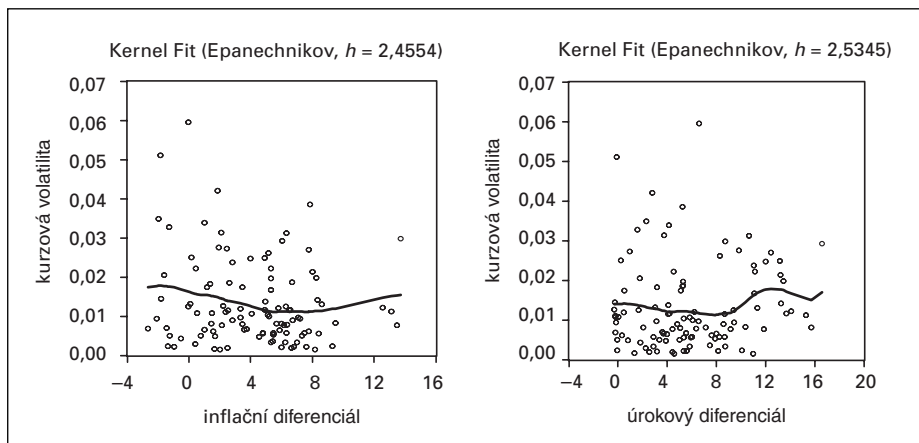 Kernel Fit (Epanechnikov, h = 2,4554)
kurzová volatilita
0,07
0,06
0,05
0,04
0,03
0,02
0,01
0,00
−4 0 4 8 12 16
inflační diferenciál
Kernel Fit (Epanechnikov, h = 2,5345)
kurzová volatilita
0,07
0,06
0,05
0,04
0,03
0,02
0,01
0,00
−4 0 4 8 12 16 20
úrokový diferenciál